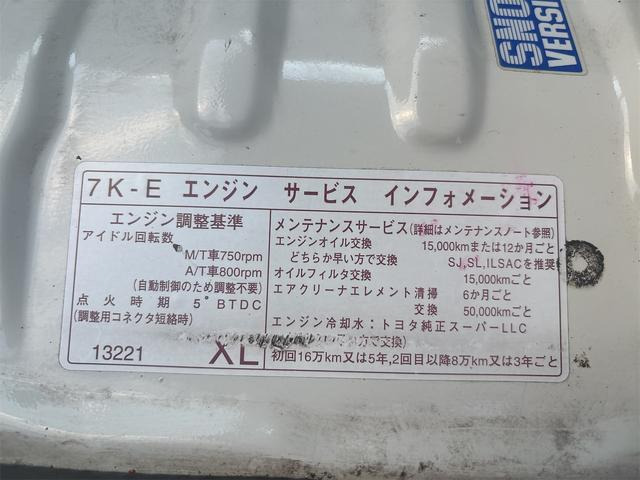 SNO
VERSI
7K-E エンジン サービス インフォメーション
エンジン調整基準
アイドル回転数
M/T車750rpm
A/T車800rpm
(自動制御のため調整不要)
点火時期 5°BTDC
(調整用コネクタ短絡時)
13221 XL
メンテナンスサービス(詳細はメンテナンスノート参照)
エンジンオイル交換 15,000kmまたは12か月ごと
どちらか早い方で交換 SJ,SL,ILSACを推奨
オイルフィルタ交換 15,000kmごと
エアクリーナエレメント清掃 6か月ごと
交換 50,000kmごと
エンジン冷却水:トヨタ純正スーパーLLC
い方で交換)
初回16万km又は5年,2回目以降8万km又は3年ごと